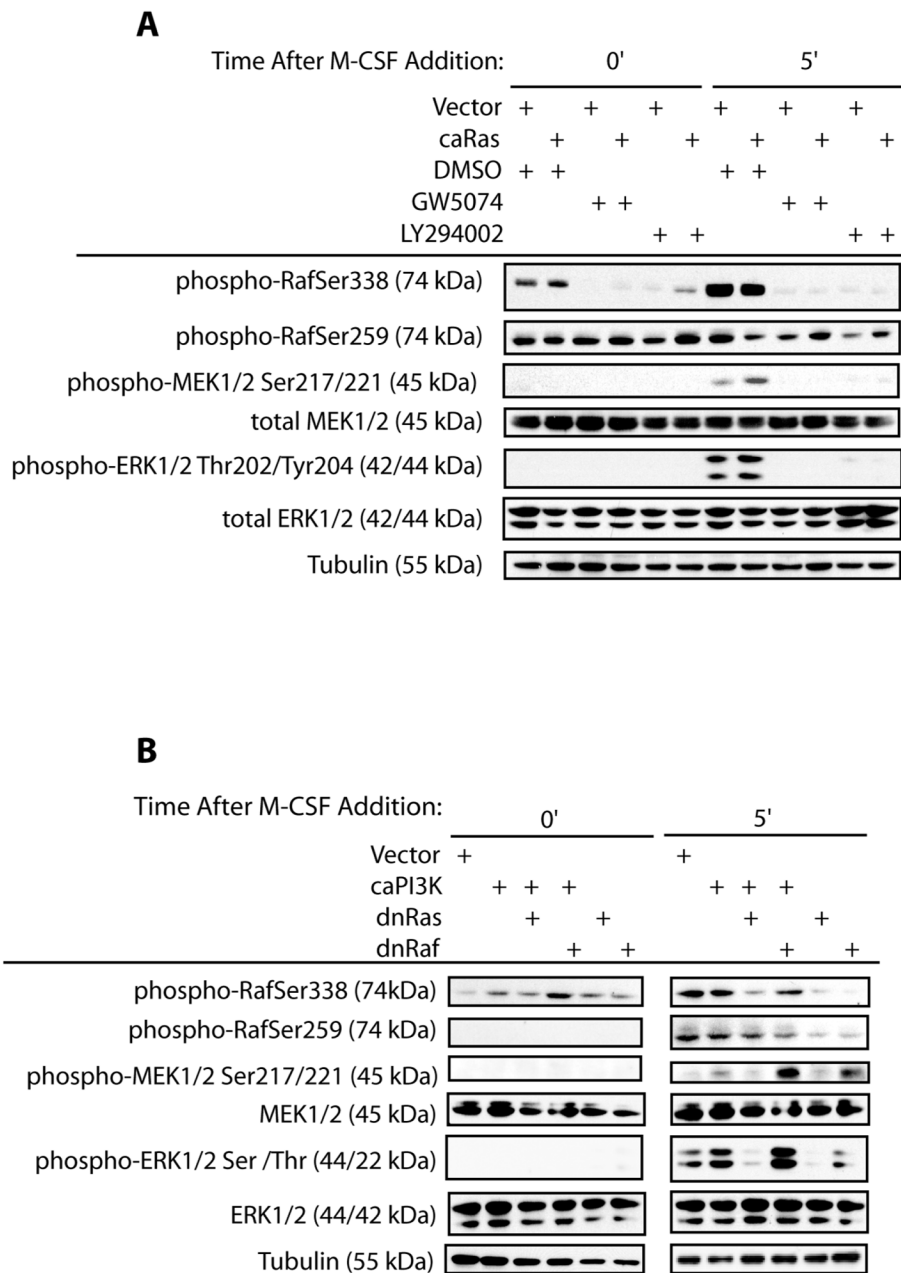 A
Time After M-CSF Addition: 0' 5'
Vector + + + + + +
caRas + + + + + +
DMSO + + + +
GW5074 + + + +
LY294002 + + + +
phospho-RafSer338 (74 kDa)
phospho-RafSer259 (74 kDa)
phospho-MEK1/2 Ser217/221 (45 kDa)
total MEK1/2 (45 kDa)
phospho-ERK1/2 Thr202/Tyr204 (42/44 kDa)
total ERK1/2 (42/44 kDa)
Tubulin (55 kDa)
B
Time After M-CSF Addition: 0' 5'
Vector + +
caPI3K + + + + + +
dnRas + + + +
dnRaf + + + +
phospho-RafSer338 (74kDa)
phospho-RafSer259 (74 kDa)
phospho-MEK1/2 Ser217/221 (45 kDa)
MEK1/2 (45 kDa)
phospho-ERK1/2 Ser /Thr (44/22 kDa)
ERK1/2 (44/42 kDa)
Tubulin (55 kDa)